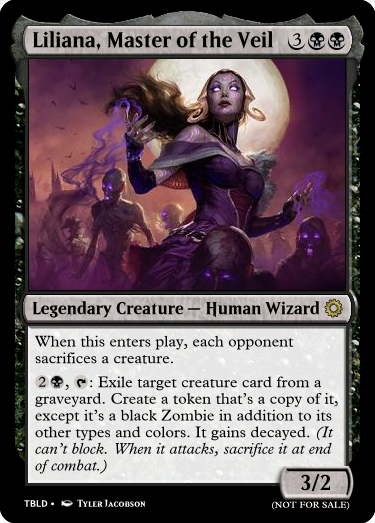 Liliana, Master of the Veil 3
Legendary Creature — Human Wizard
When this enters play, each opponent
sacrifices a creature.
2 , : Exile target creature card from a
graveyard. Create a token that's a copy of it,
except it's a black Zombie in addition to its
other types and colors. It gains decayed. (It
can't block. When it attacks, sacrifice it at end
of combat.)
3/2
TBLD • Tyler Jacobson
(NOT FOR SALE)